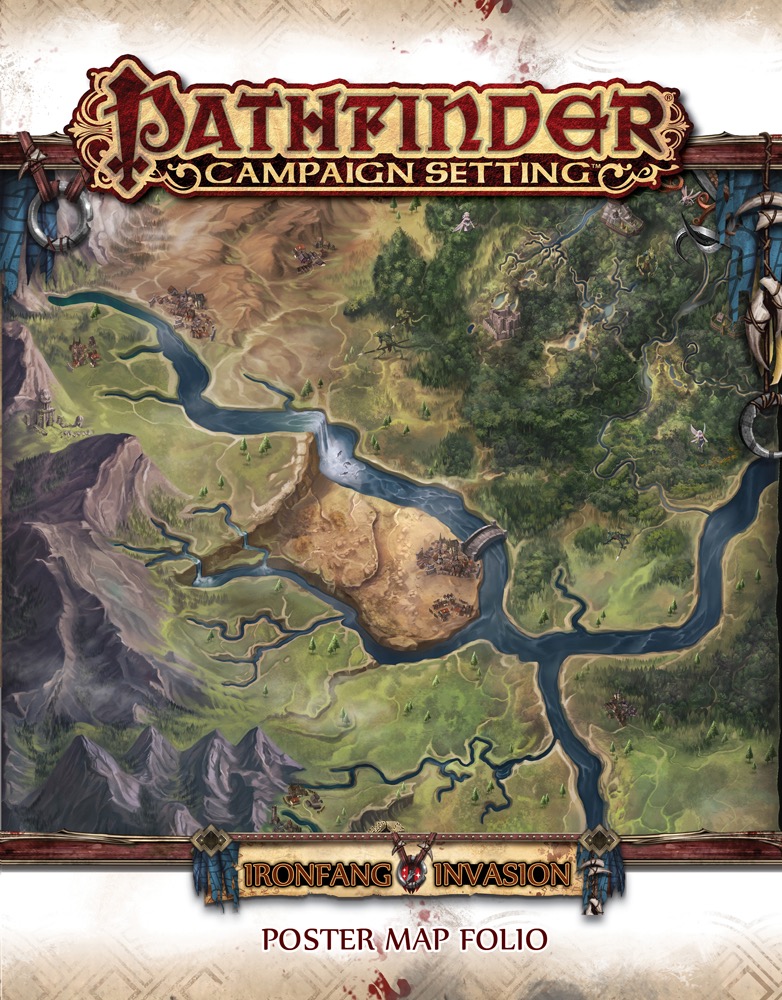 PATHFINDER®
CAMPAIGN SETTING™
IRONFANG INVASION
POSTER MAP FOLIO